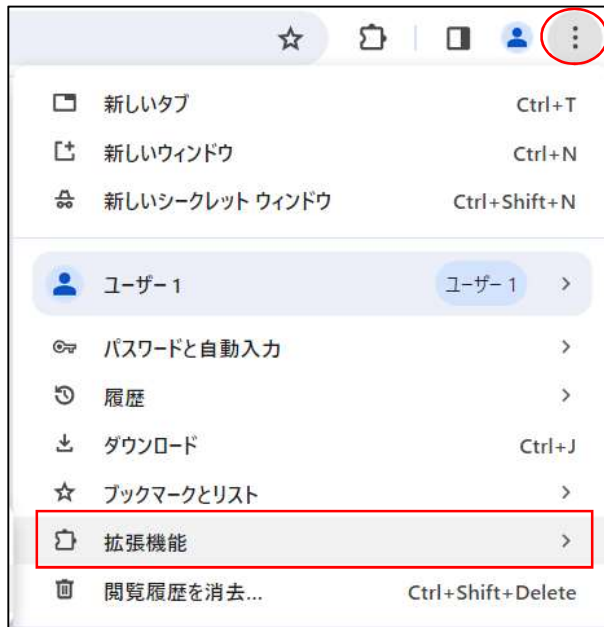 新しいタブ Ctrl+T
新しいウィンドウ Ctrl+N
新しいシークレット ウィンドウ Ctrl+Shift+N
ユーザー 1 ユーザー 1
パスワードと自動入力
履歴
ダウンロード Ctrl+J
ブックマークとリスト
拡張機能
閲覧履歴を消去... Ctrl+Shift+Delete